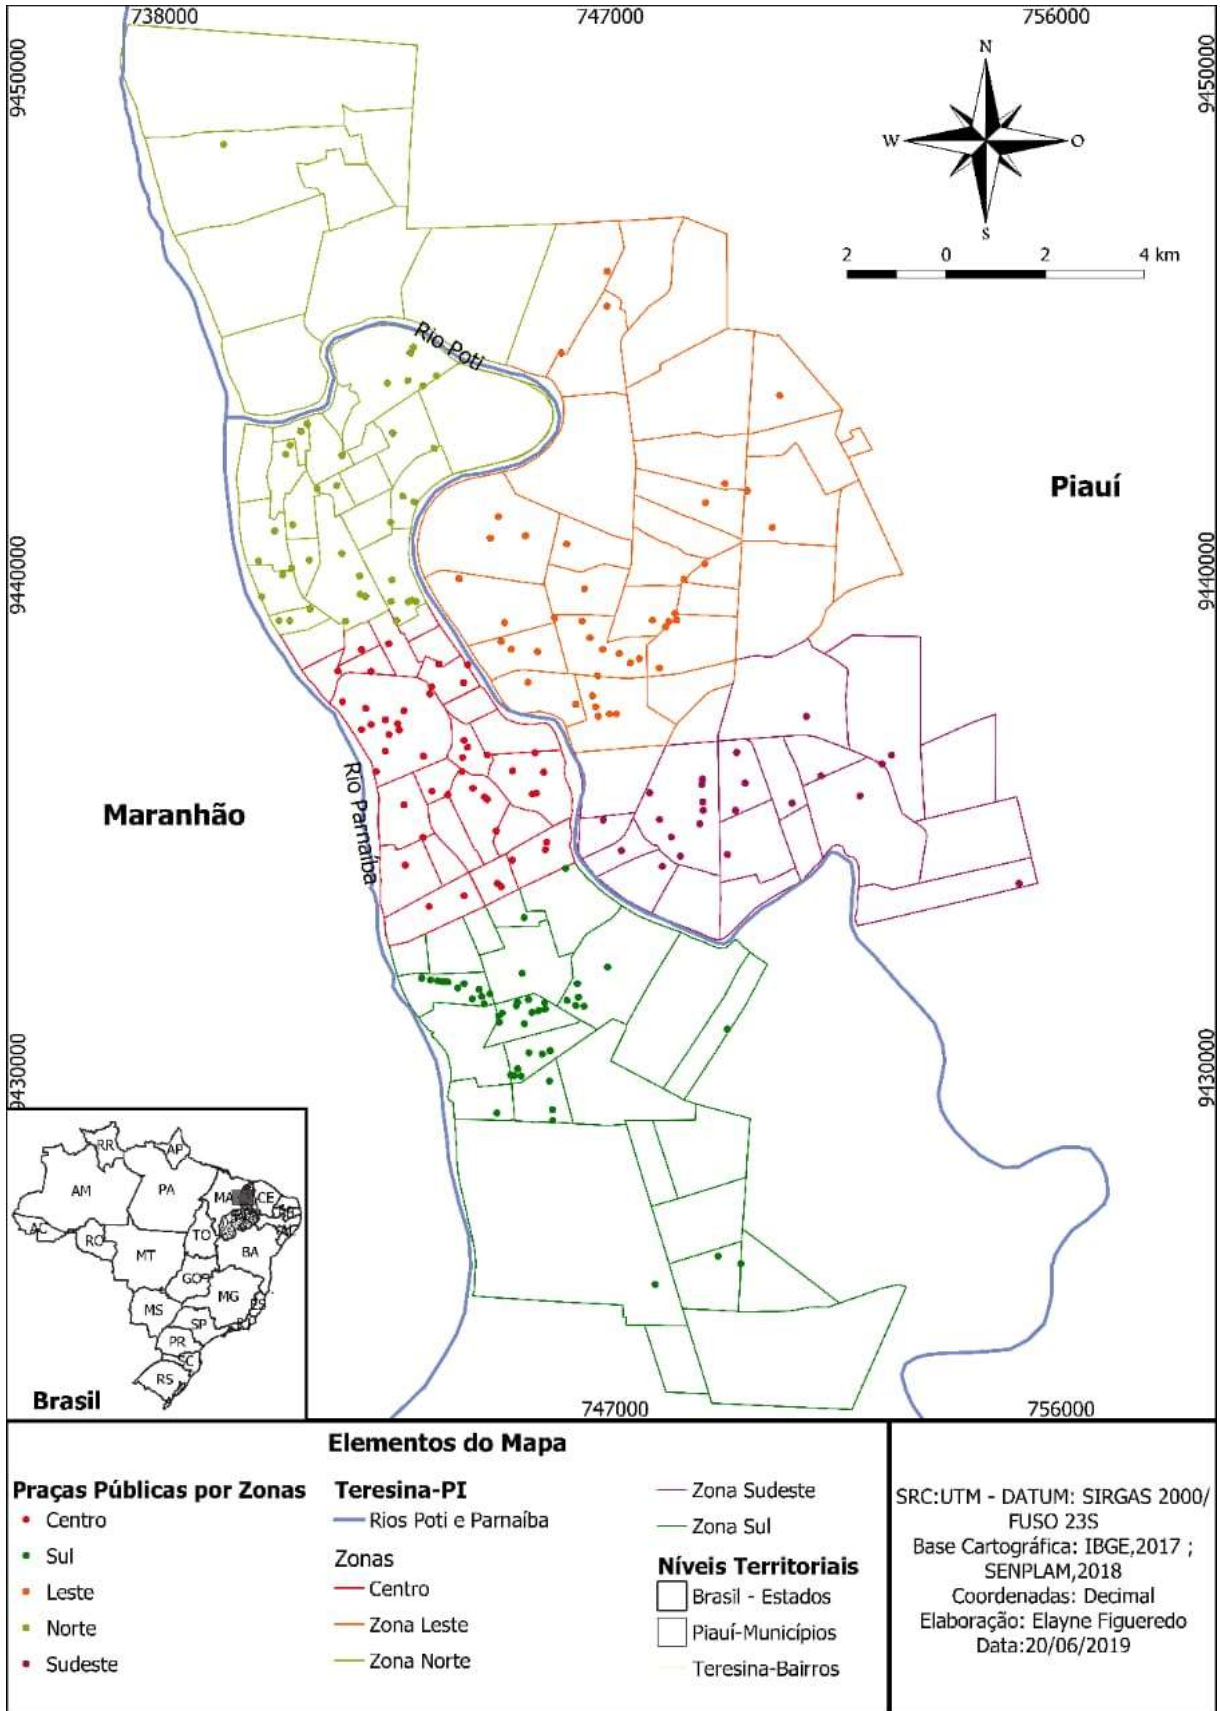 738000
747000
756000
9450000
9450000
N
W
O
S
2 0 2 4 km
Rio Poti
Piauí
9440000
9440000
Maranhão
Rio Parnaíba
9430000
9430000
RR
AP
AM
PA
MA
CE
AC
RO
TO
MT
BA
GO
MG
ES
MS
SP
RJ
PR
SC
RS
Brasil
747000
756000
Elementos do Mapa
Praças Públicas por Zonas
Centro
Sul
Leste
Norte
Sudeste
Teresina-PI
Rios Poti e Parnaíba
Zonas
Centro
Zona Leste
Zona Norte
Zona Sudeste
Zona Sul
Níveis Territoriais
Brasil - Estados
Piauí-Municípios
Teresina-Bairros
SRC:UTM - DATUM: SIRGAS 2000/
FUSO 23S
Base Cartográfica: IBGE,2017 ;
SENPLAM,2018
Coordenadas: Decimal
Elaboração: Elayne Figueredo
Data:20/06/2019